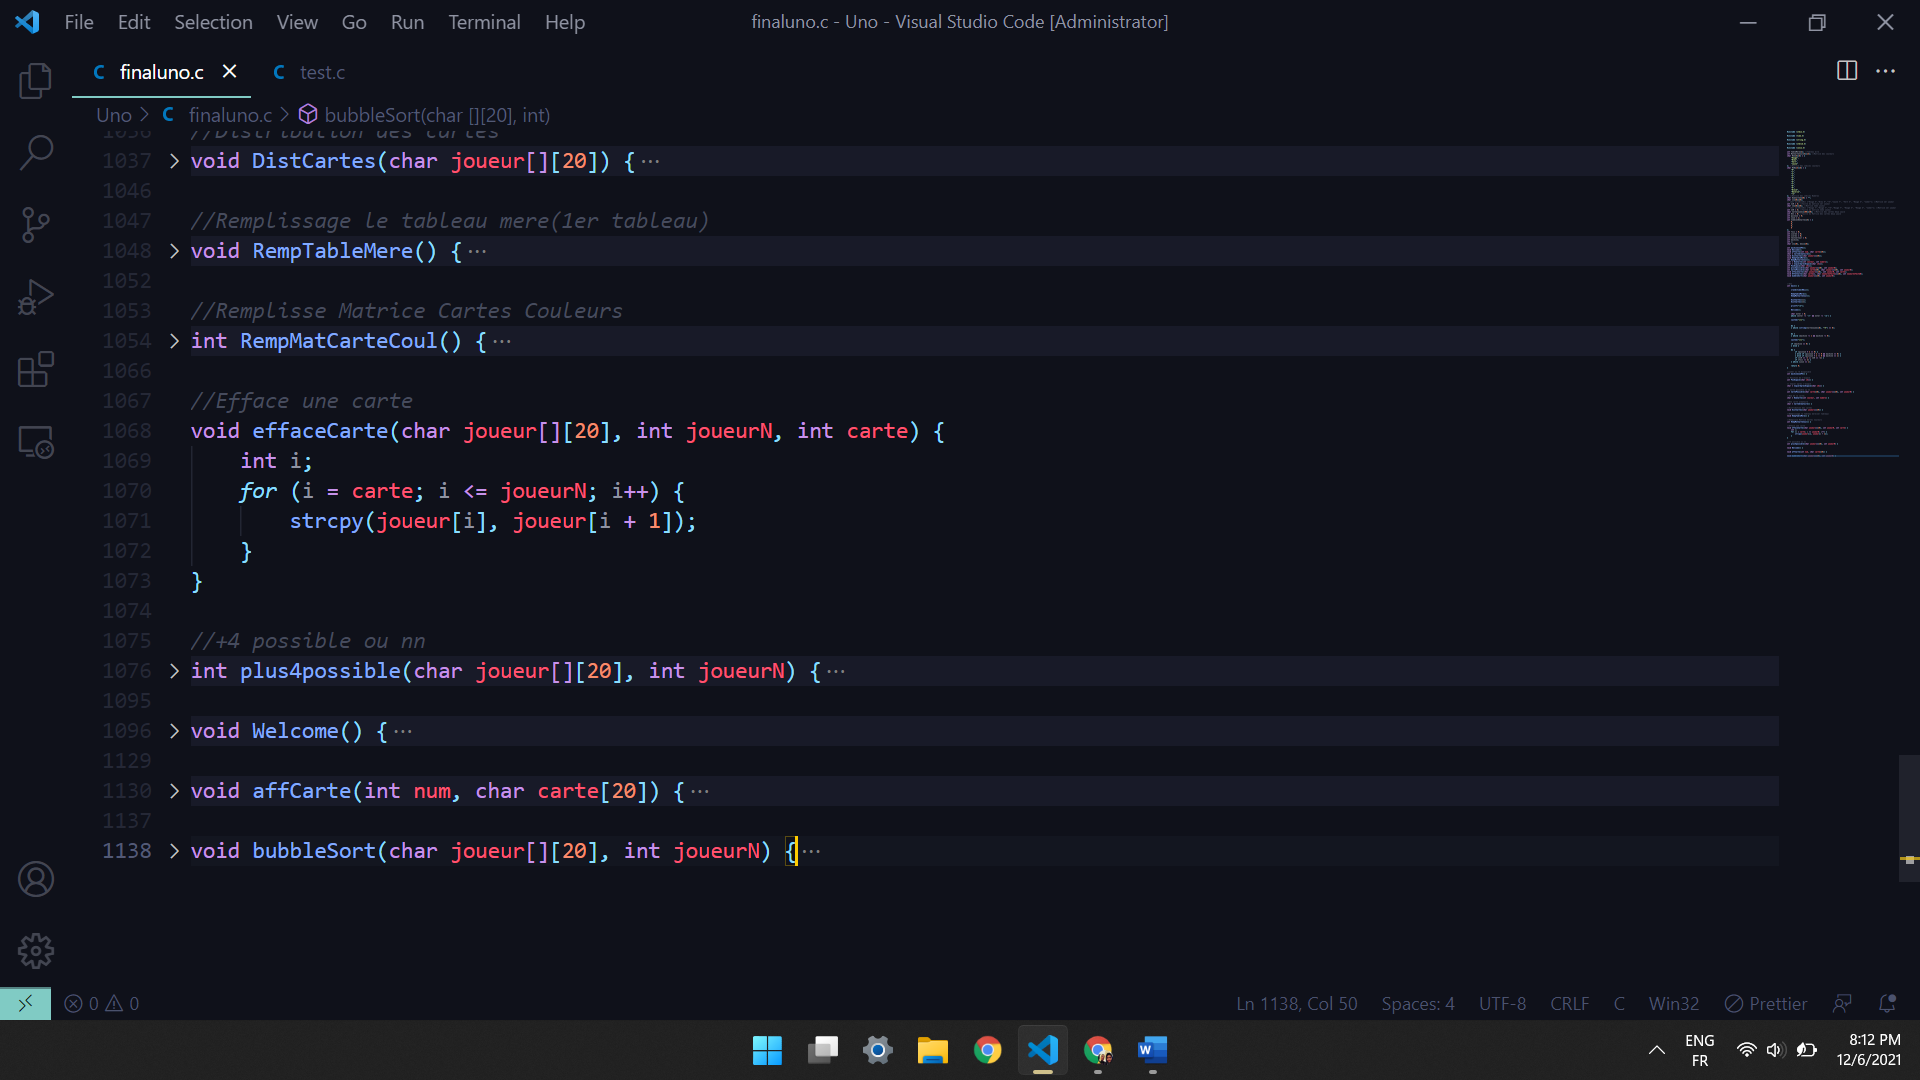 File Edit Selection View Go Run Terminal Help
finaluno.c - Uno - Visual Studio Code [Administrator]
finaluno.c test.c
Uno > finaluno.c > bubbleSort(char [][20], int)
1036 //Distribution des cartes
1037 void DistCartes(char joueur[][20]) {···
1046
1047 //Remplissage le tableau mere(1er tableau)
1048 void RempTableMere() {···
1052
1053 //Remplisse Matrice Cartes Couleurs
1054 int RempMatCarteCoul() {···
1066
1067 //Efface une carte
1068 void effaceCarte(char joueur[][20], int joueurN, int carte) {
1069 int i;
1070 for (i = carte; i <= joueurN; i++) {
1071 strcpy(joueur[i], joueur[i + 1]);
1072 }
1073 }
1074
1075 //+4 possible ou nn
1076 int plus4possible(char joueur[][20], int joueurN) {···
1095
1096 void Welcome() {···
1129
1130 void affCarte(int num, char carte[20]) {···
1137
1138 void bubbleSort(char joueur[][20], int joueurN) {···
0 0 Ln 1138, Col 50 Spaces: 4 UTF-8 CRLF C Win32 Prettier
ENG
FR
8:12 PM
12/6/2021